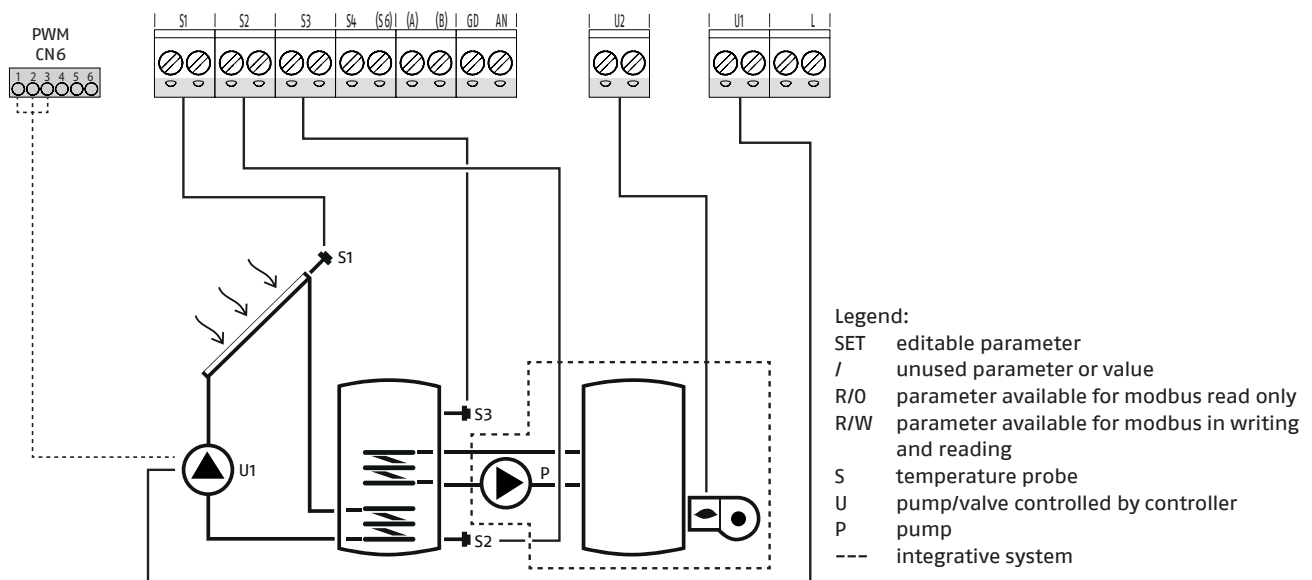 PWM
CN6
1 2 3 4 5 6
S1 S2 S3 S4 (S6) (A) (B) GD AN U2 U1 L
S1
S3
P
U1
S2
Legend:
SET editable parameter
/ unused parameter or value
R/O parameter available for modbus read only
R/W parameter available for modbus in writing
and reading
S temperature probe
U pump/valve controlled by controller
P pump
--- integrative system